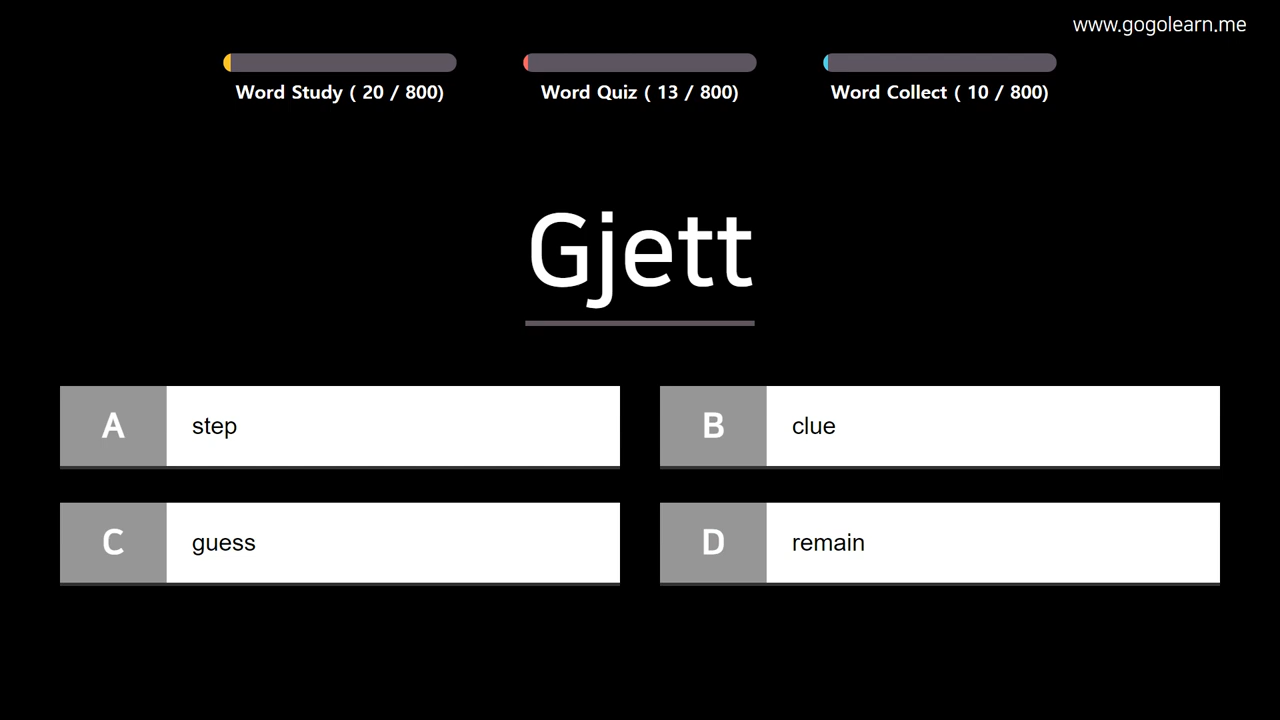 www.gogolearn.me
Word Study ( 20 / 800)
Word Quiz ( 13 / 800)
Word Collect ( 10 / 800)
Gjett
A step
B clue
C guess
D remain